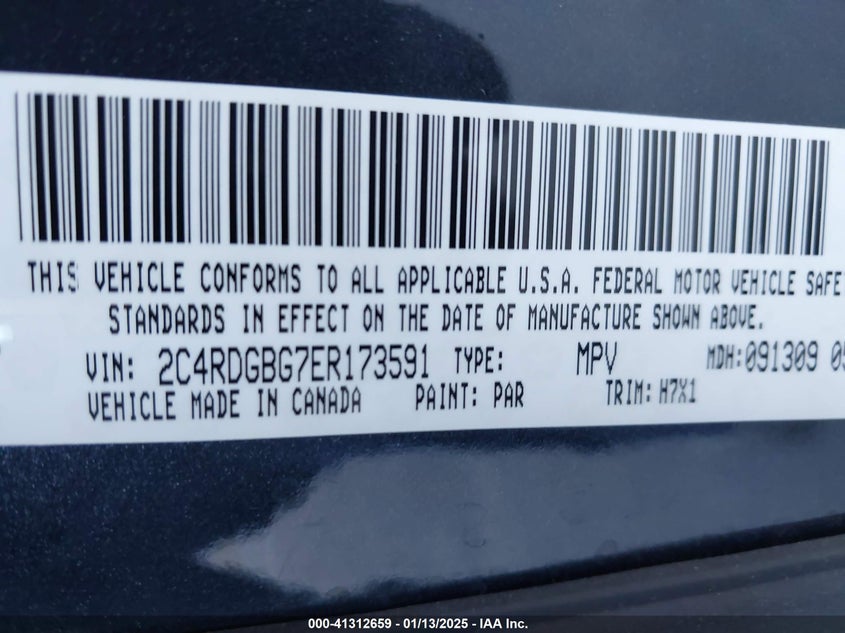 THIS VEHICLE CONFORMS TO ALL APPLICABLE U.S.A. FEDERAL MOTOR VEHICLE SAFE
STANDARDS IN EFFECT ON THE DATE OF MANUFACTURE SHOWN ABOVE.
VIN: 2C4RDGBG7ER173591 TYPE: MPV MDH:091309 05
VEHICLE MADE IN CANADA PAINT: PAR TRIM: H7X1
000-41312659 - 01/13/2025 - IAA Inc.